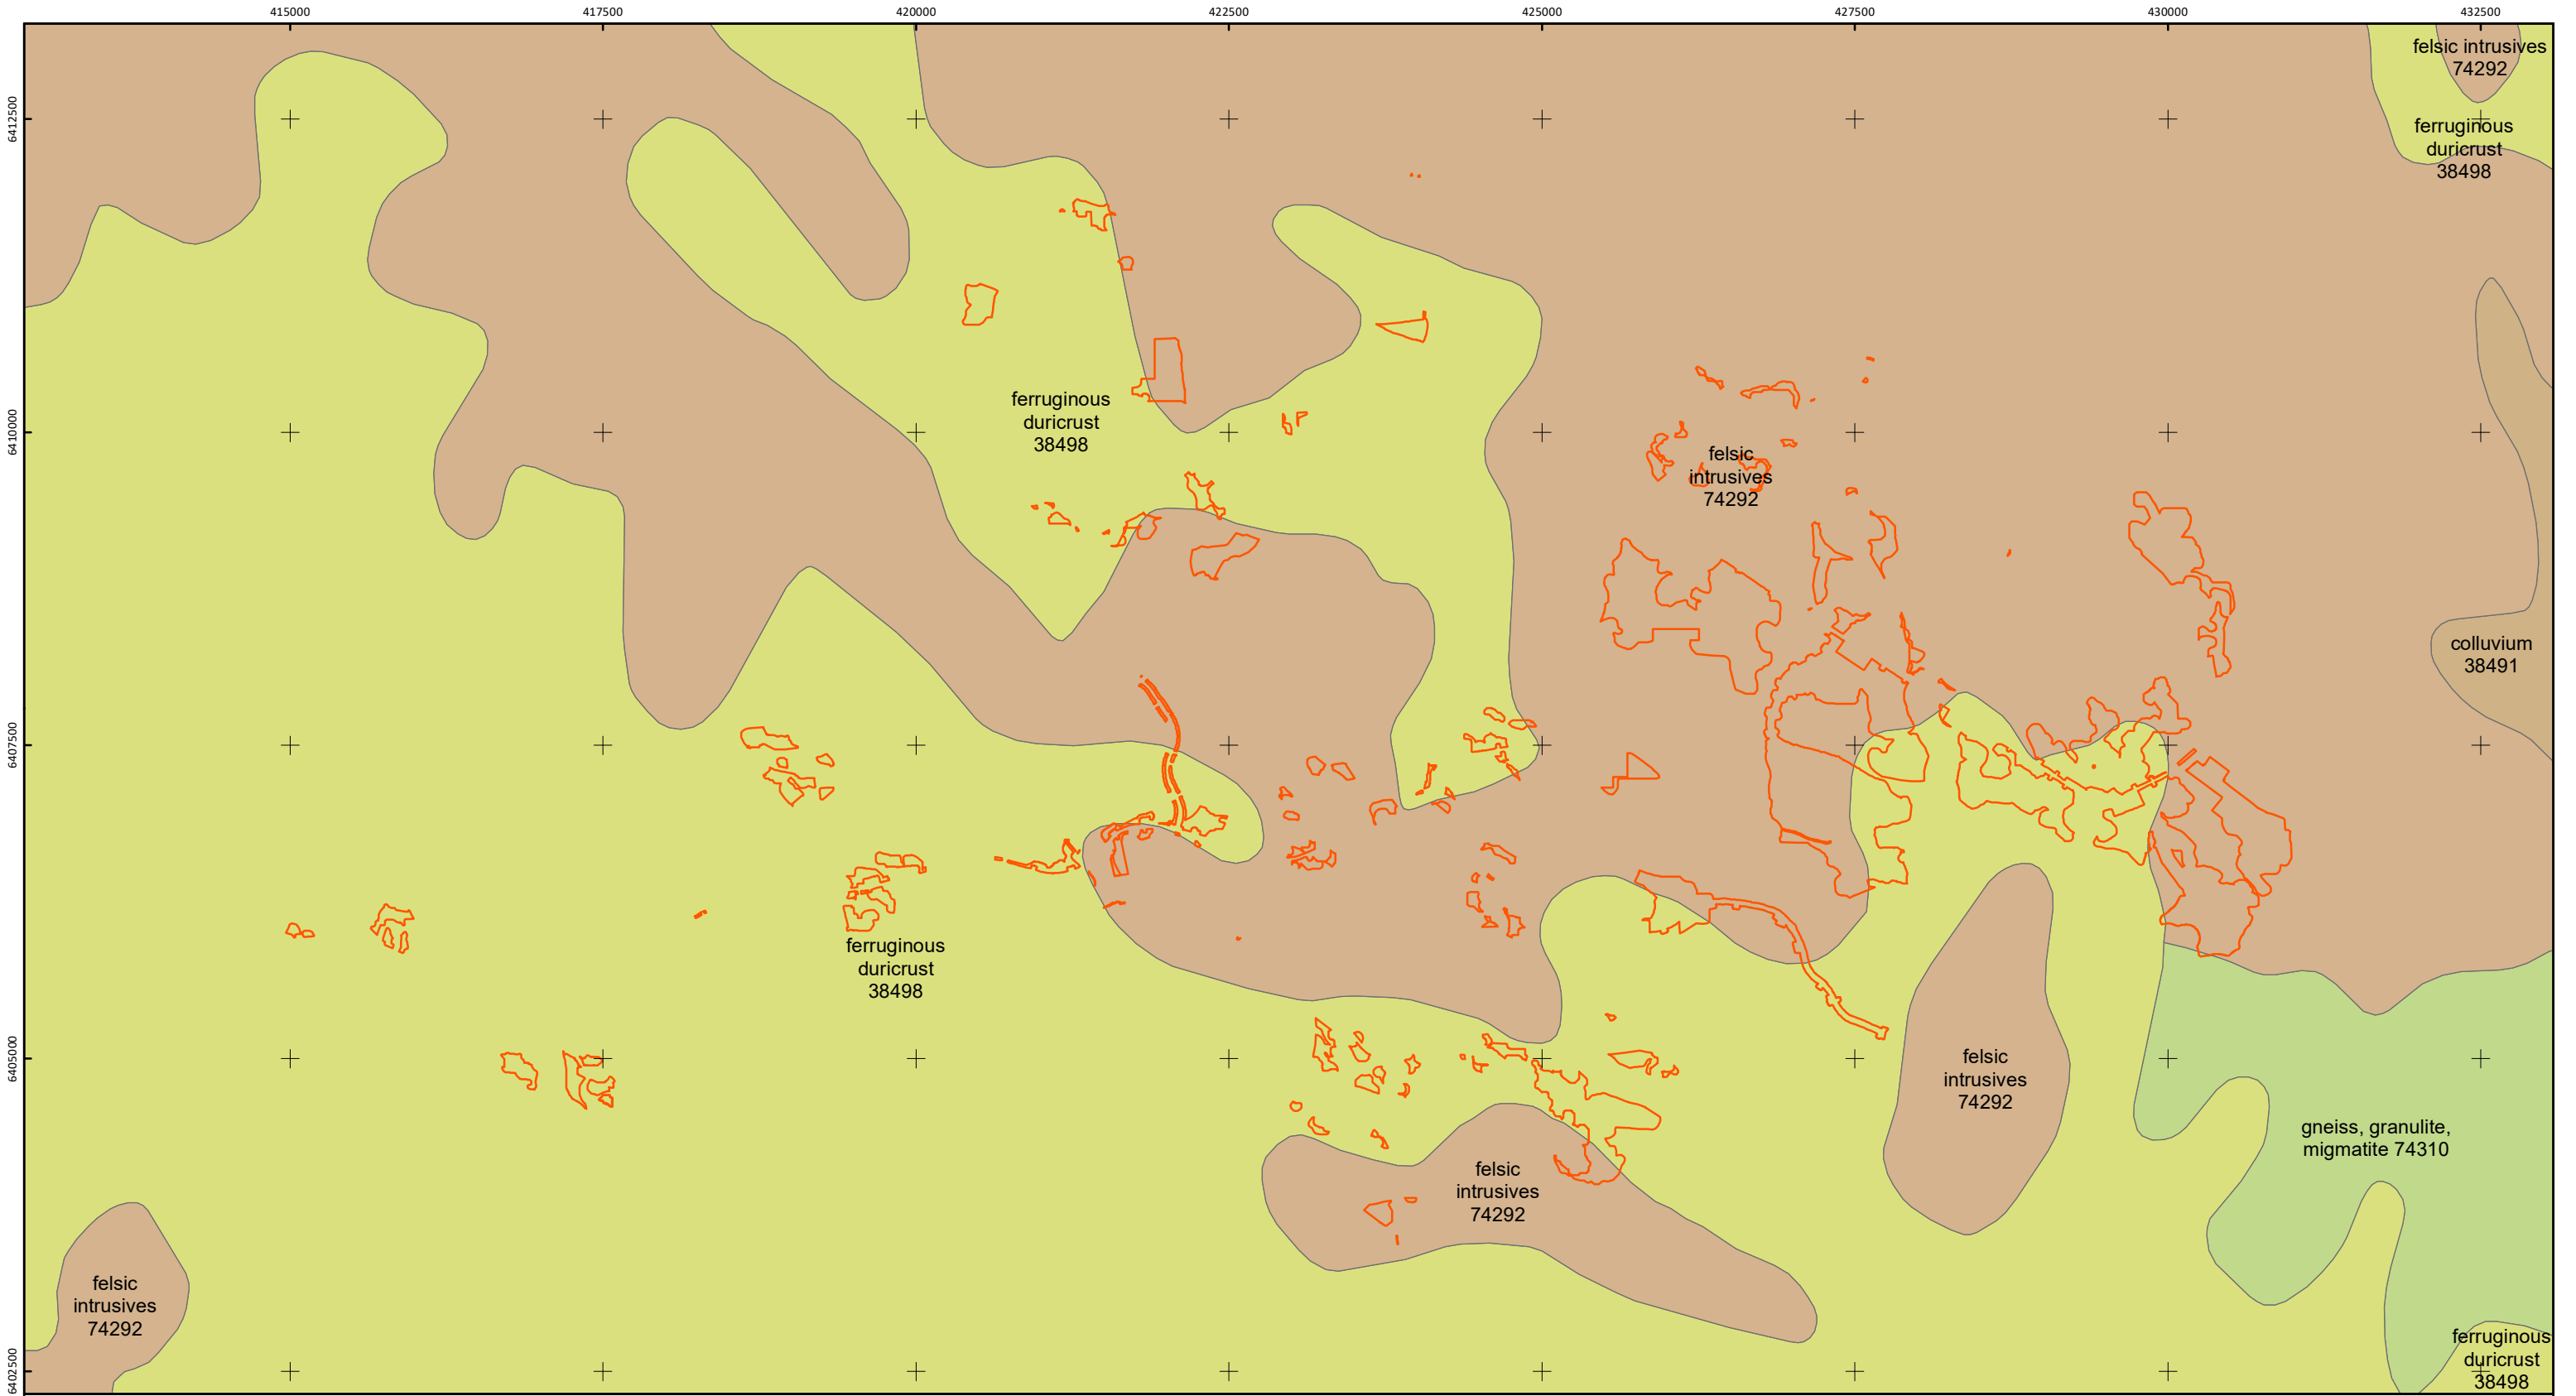 415000 417500 420000 422500 425000 427500 430000 432500
6412500
6410000
6407500
6405000
6402500
felsic intrusives
74292
ferruginous
duricrust
38498
ferruginous
duricrust
38498
felsic
intrusives
74292
colluvium
38491
ferruginous
duricrust
38498
felsic
intrusives
74292
gneiss, granulite,
migmatite 74310
felsic
intrusives
74292
felsic
intrusives
74292
ferruginous
duricrust
38498